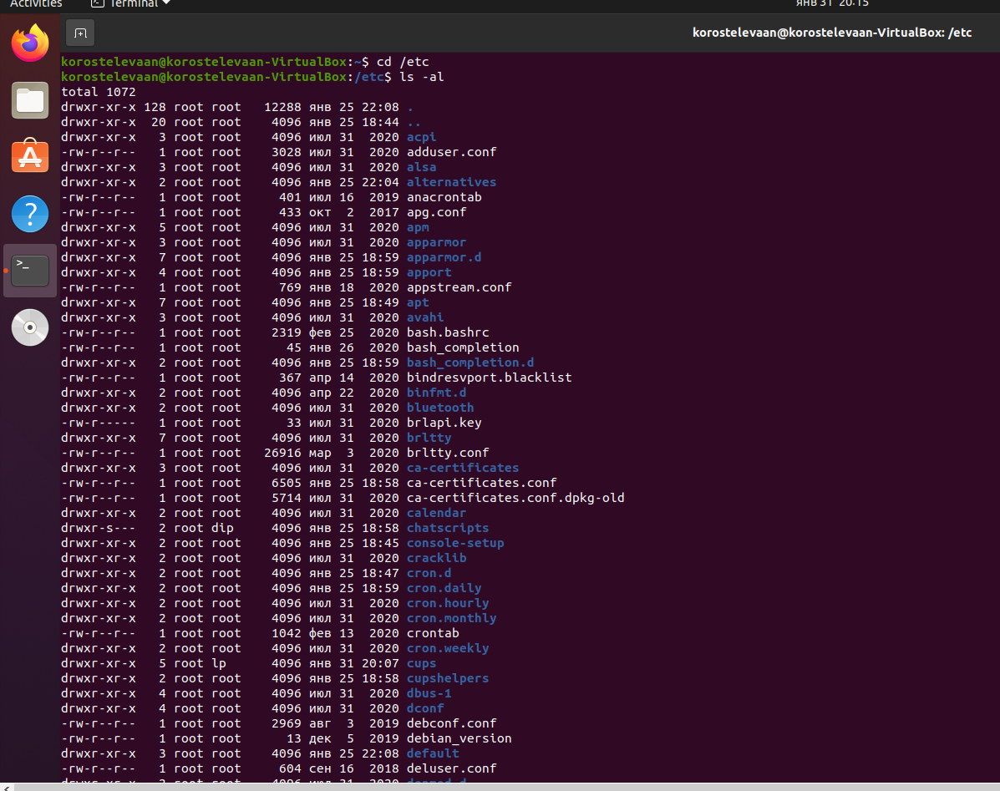 Activities Terminal янв 31 20:15
korostelevaan@korostelevaan-VirtualBox: /etc
korostelevaan@korostelevaan-VirtualBox:~$ cd /etc
korostelevaan@korostelevaan-VirtualBox:/etc$ ls -al
total 1072
drwxr-xr-x 128 root root   12288 янв 25 22:08 .
drwxr-xr-x  20 root root    4096 янв 25 18:44 ..
drwxr-xr-x   3 root root    4096 июл 31  2020 acpi
-rw-r--r--   1 root root    3028 июл 31  2020 adduser.conf
drwxr-xr-x   3 root root    4096 июл 31  2020 alsa
drwxr-xr-x   2 root root    4096 янв 25 22:04 alternatives
-rw-r--r--   1 root root     401 июл 16  2019 anacrontab
-rw-r--r--   1 root root     433 окт  2  2017 apg.conf
drwxr-xr-x   5 root root    4096 июл 31  2020 apm
drwxr-xr-x   3 root root    4096 июл 31  2020 apparmor
drwxr-xr-x   7 root root    4096 янв 25 18:59 apparmor.d
drwxr-xr-x   4 root root    4096 янв 25 18:59 apport
-rw-r--r--   1 root root     769 янв 18  2020 appstream.conf
drwxr-xr-x   7 root root    4096 янв 25 18:49 apt
drwxr-xr-x   3 root root    4096 июл 31  2020 avahi
-rw-r--r--   1 root root    2319 фев 25  2020 bash.bashrc
-rw-r--r--   1 root root      45 янв 26  2020 bash_completion
drwxr-xr-x   2 root root    4096 янв 25 18:59 bash_completion.d
-rw-r--r--   1 root root     367 апр 14  2020 bindresvport.blacklist
drwxr-xr-x   2 root root    4096 апр 22  2020 binfmt.d
drwxr-xr-x   2 root root    4096 июл 31  2020 bluetooth
-rw-r-----   1 root root      33 июл 31  2020 brlapi.key
drwxr-xr-x   7 root root    4096 июл 31  2020 brltty
-rw-r--r--   1 root root   26916 мар  3  2020 brltty.conf
drwxr-xr-x   3 root root    4096 июл 31  2020 ca-certificates
-rw-r--r--   1 root root    6505 янв 25 18:58 ca-certificates.conf
-rw-r--r--   1 root root    5714 июл 31  2020 ca-certificates.conf.dpkg-old
drwxr-xr-x   2 root root    4096 июл 31  2020 calendar
drwxr-s---   2 root dip     4096 янв 25 18:58 chatscripts
drwxr-xr-x   2 root root    4096 янв 25 18:45 console-setup
drwxr-xr-x   2 root root    4096 июл 31  2020 cracklib
drwxr-xr-x   2 root root    4096 янв 25 18:47 cron.d
drwxr-xr-x   2 root root    4096 янв 25 18:59 cron.daily
drwxr-xr-x   2 root root    4096 июл 31  2020 cron.hourly
drwxr-xr-x   2 root root    4096 июл 31  2020 cron.monthly
-rw-r--r--   1 root root    1042 фев 13  2020 crontab
drwxr-xr-x   2 root root    4096 июл 31  2020 cron.weekly
drwxr-xr-x   5 root lp      4096 янв 31 20:07 cups
drwxr-xr-x   2 root root    4096 янв 25 18:58 cupshelpers
drwxr-xr-x   4 root root    4096 июл 31  2020 dbus-1
drwxr-xr-x   4 root root    4096 июл 31  2020 dconf
-rw-r--r--   1 root root    2969 авг  3  2019 debconf.conf
-rw-r--r--   1 root root      13 дек  5  2019 debian_version
drwxr-xr-x   3 root root    4096 янв 25 22:08 default
-rw-r--r--   1 root root     604 сен 16  2018 deluser.conf